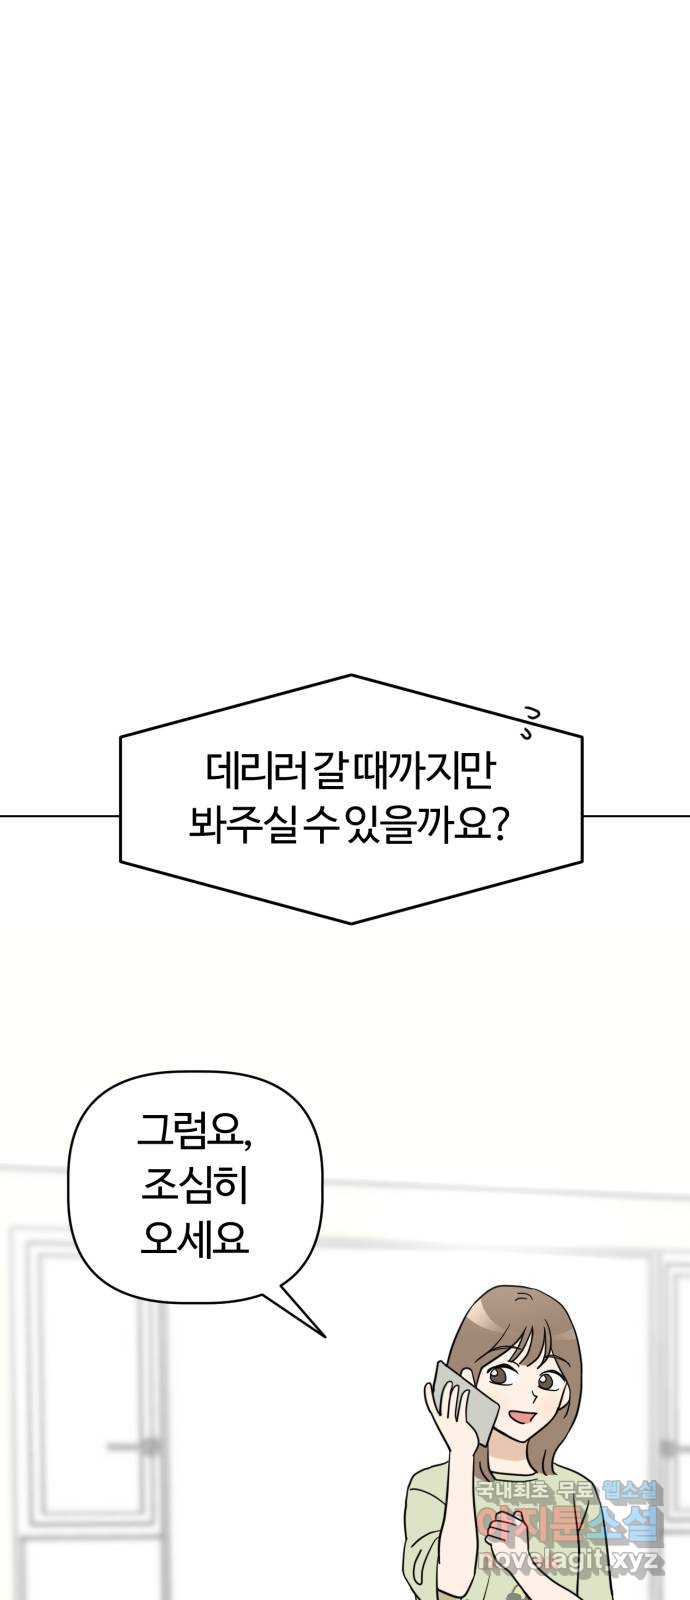 데리러 갈 때까지만
봐주실 수 있을까요?
그럼요,
조심히
오세요
국내최초 무료 웹소설
아지툰소설
novelagit.xyz